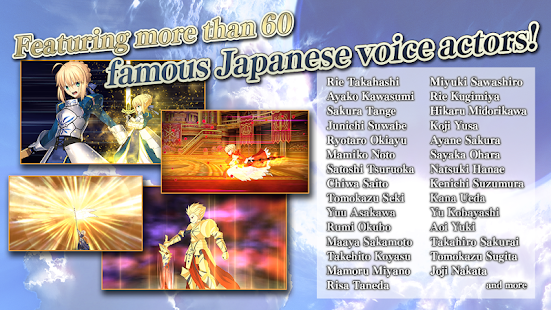 Featuring more than 60
famous Japanese voice actors!
Rie Takahashi
Ayako Kawasumi
Sakura Tange
Junichi Suwabe
Ryotaro Okiayu
Mamiko Noto
Satoshi Tsuruoka
Chiwa Saito
Tomokazu Seki
Yuu Asakawa
Rumi Okubo
Maaya Sakamoto
Takehito Koyasu
Mamoru Miyano
Risa Taneda
Miyuki Sawashiro
Rie Kugimiya
Hikaru Midorikawa
Koji Yusa
Ayane Sakura
Sayaka Ohara
Natsuki Hanae
Kenichi Suzumura
Kana Ueda
Yu Kobayashi
Aoi Yuki
Takahiro Sakurai
Tomokazu Sugita
Joji Nakata
and more